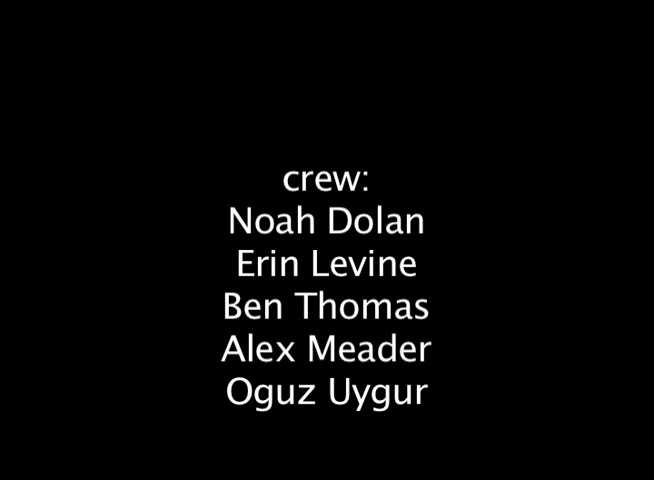 crew:
Noah Dolan
Erin Levine
Ben Thomas
Alex Meader
Oguz Uygur